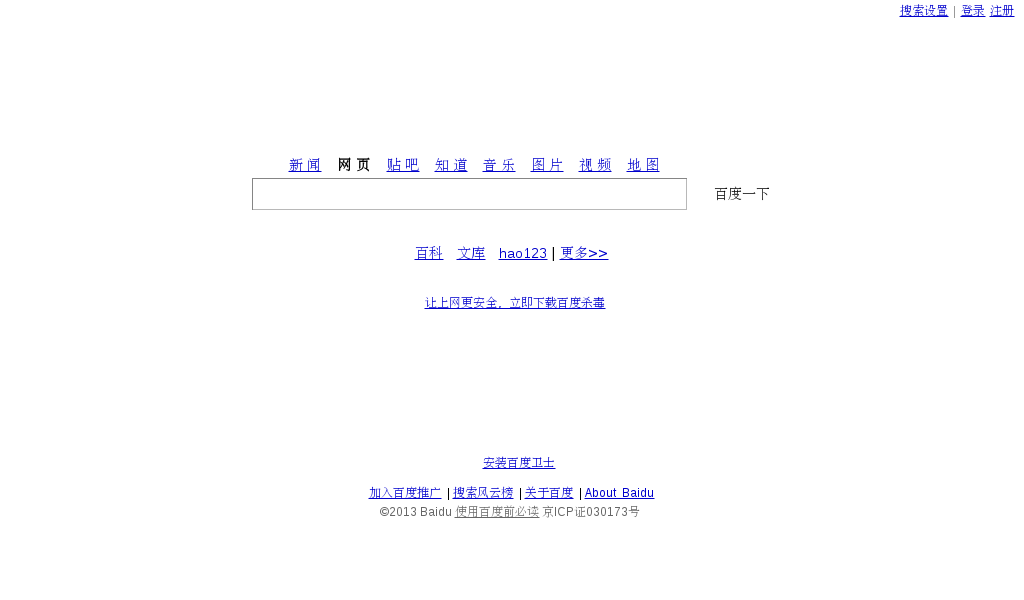 搜索设置 | 登录 注册
新 闻 网 页 贴 吧 知 道 音 乐 图 片 视 频 地 图
百度一下
百科 文库 hao123 | 更多>>
让上网更安全，立即下载百度杀毒
安装百度卫士
加入百度推广 | 搜索风云榜 | 关于百度 | About Baidu
©2013 Baidu 使用百度前必读 京ICP证030173号